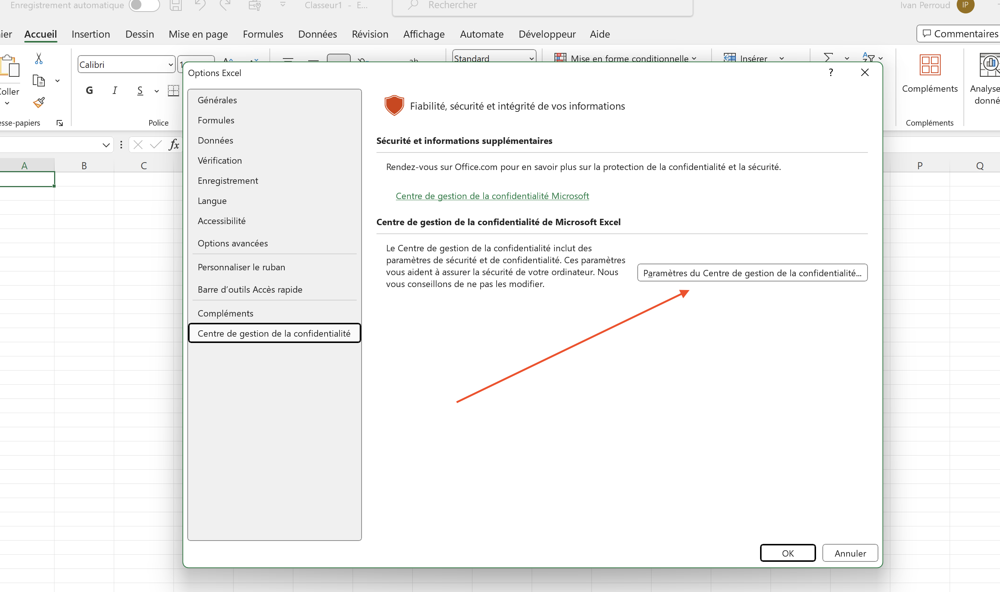 Enregistrement automatique
Classeur1 - E...
Rechercher
Ivan Perroud
IP
ier
Accueil
Insertion
Dessin
Mise en page
Formules
Données
Révision
Affichage
Automate
Développeur
Aide
Commentaires
Calibri
1
Standard
Mise en forme conditionnelle
Insérer
oller
G
I
S
esse-papiers
Police
Compléments
Compléments
Analyse
donné
fx
A
B
C
P
Q
Options Excel
?
Générales
Formules
Données
Vérification
Enregistrement
Langue
Accessibilité
Options avancées
Personnaliser le ruban
Barre d’outils Accès rapide
Compléments
Centre de gestion de la confidentialité
Fiabilité, sécurité et intégrité de vos informations
Sécurité et informations supplémentaires
Rendez-vous sur Office.com pour en savoir plus sur la protection de la confidentialité et la sécurité.
Centre de gestion de la confidentialité Microsoft
Centre de gestion de la confidentialité de Microsoft Excel
Le Centre de gestion de la confidentialité inclut des
paramètres de sécurité et de confidentialité. Ces paramètres
vous aident à assurer la sécurité de votre ordinateur. Nous
vous conseillons de ne pas les modifier.
Paramètres du Centre de gestion de la confidentialité...
OK
Annuler